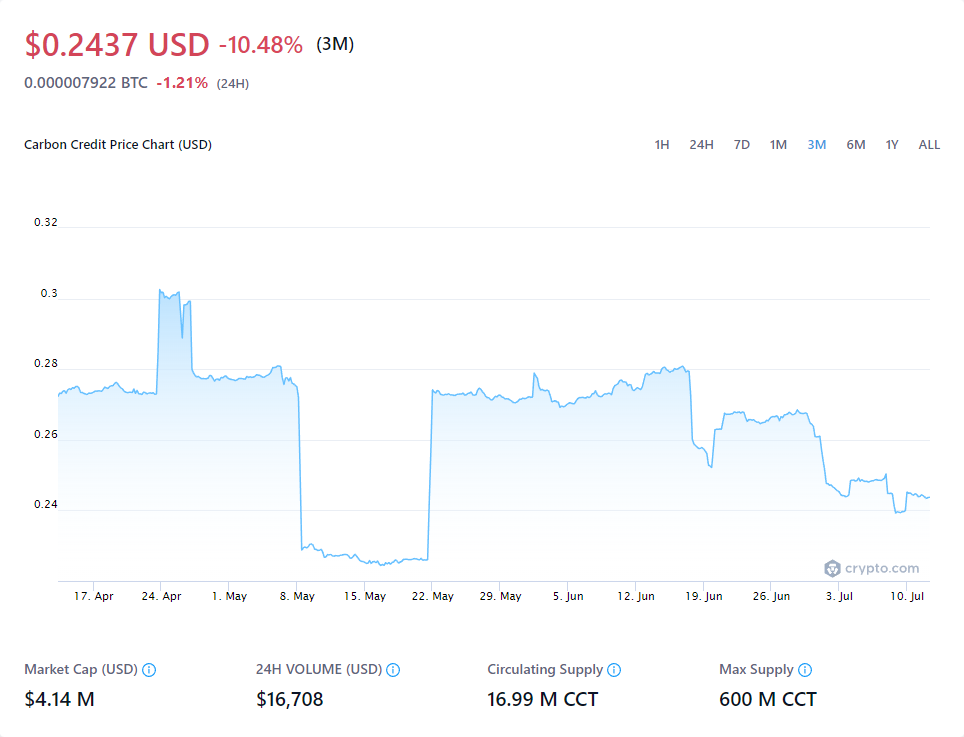 $0.2437 USD -10.48% (3M)
0.000007922 BTC -1.21% (24H)
Carbon Credit Price Chart (USD)
1H 24H 7D 1M 3M 6M 1Y ALL
0.32
0.3
0.28
0.26
0.24
crypto.com
17. Apr 24. Apr 1. May 8. May 15. May 22. May 29. May 5. Jun 12. Jun 19. Jun 26. Jun 3. Jul 10. Jul
Market Cap (USD) 24H VOLUME (USD) Circulating Supply Max Supply
$4.14 M $16,708 16.99 M CCT 600 M CCT